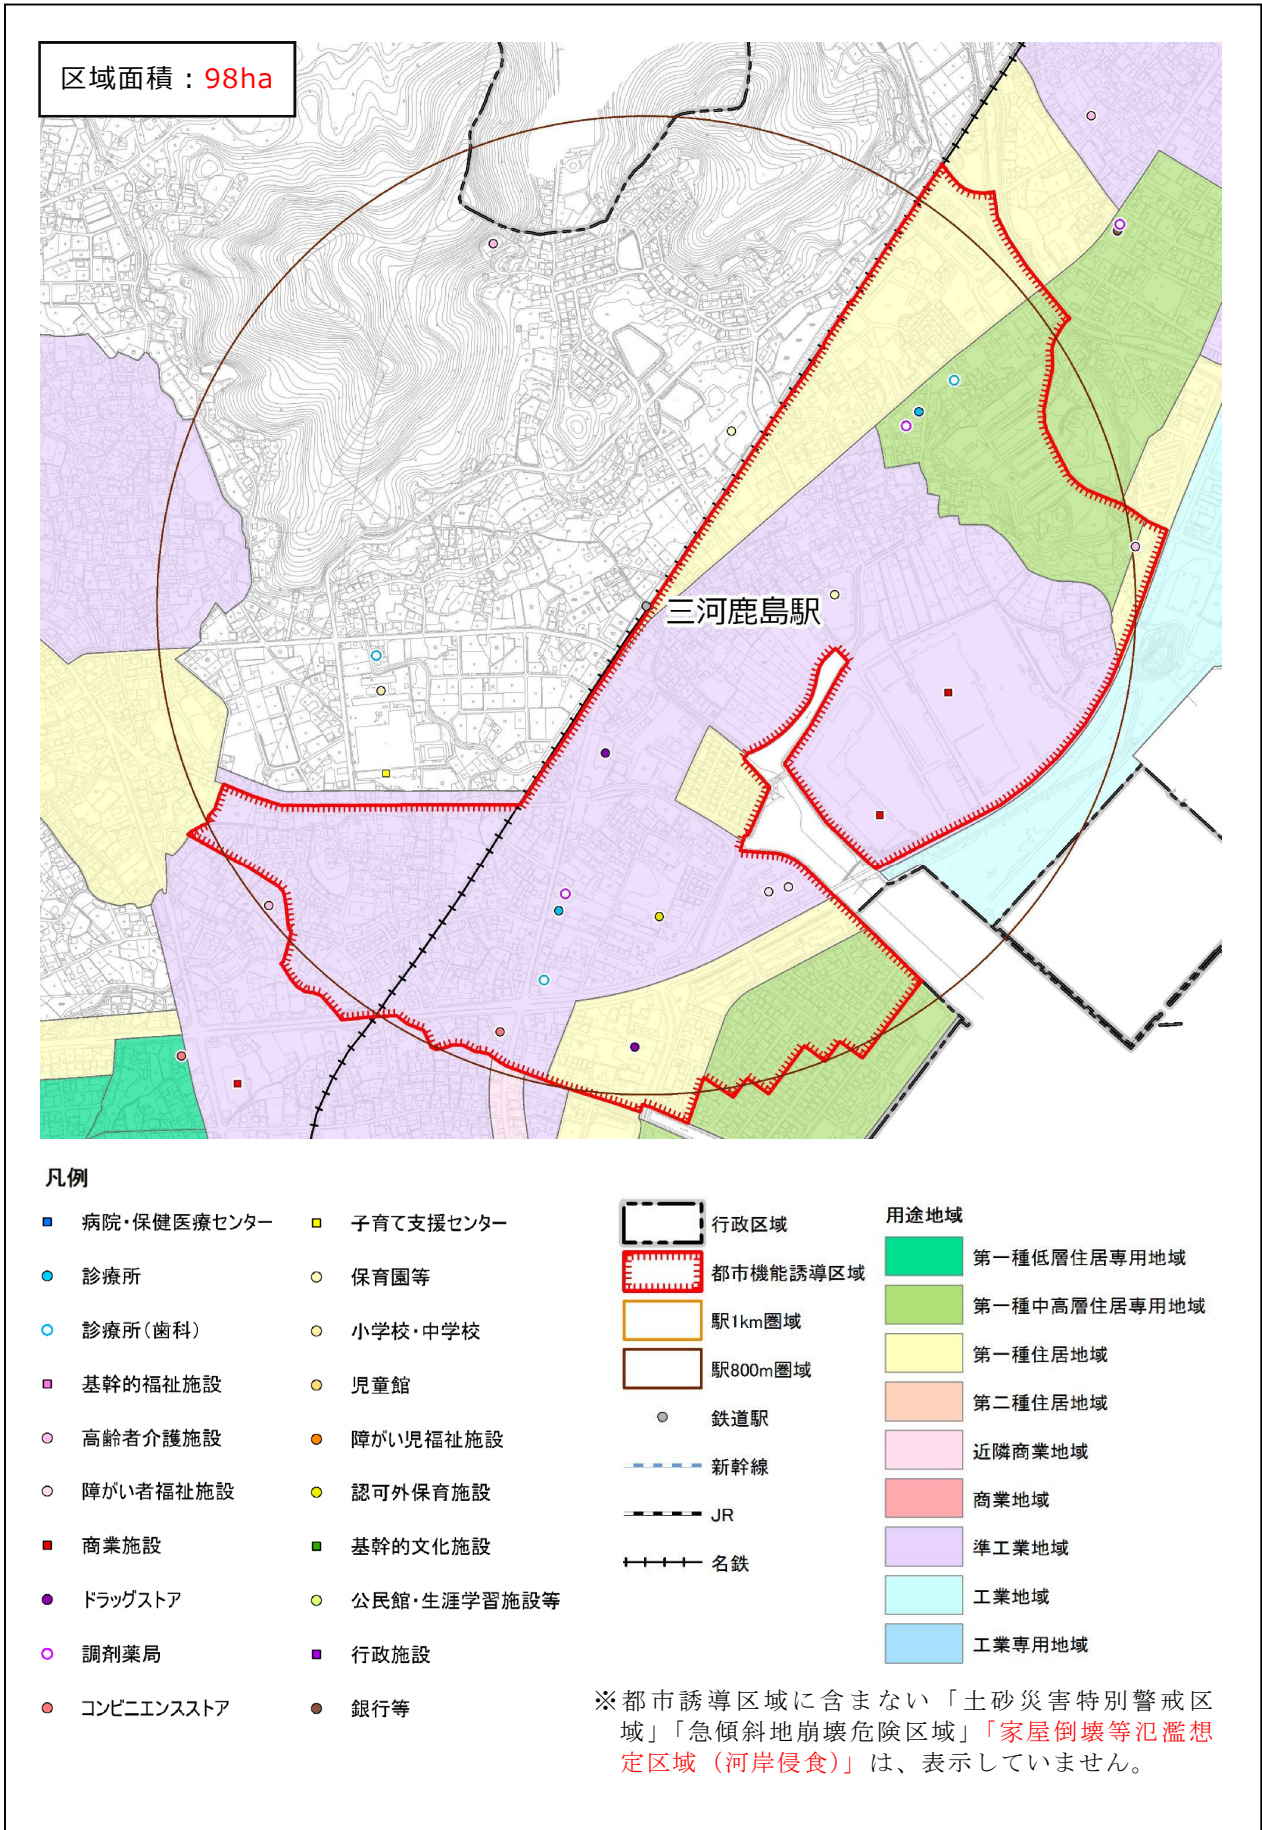 区域面積：98ha
三河鹿島駅
凡例
病院・保健医療センター
診療所
診療所（歯科）
基幹的福祉施設
高齢者介護施設
障がい者福祉施設
商業施設
ドラッグストア
調剤薬局
コンビニエンスストア
子育て支援センター
保育園等
小学校・中学校
児童館
障がい児福祉施設
認可外保育施設
基幹的文化施設
公民館・生涯学習施設等
行政施設
銀行等
行政区域
都市機能誘導区域
駅1km圏域
駅800m圏域
鉄道駅
新幹線
JR
名鉄
用途地域
第一種低層住居専用地域
第一種中高層住居専用地域
第一種住居地域
第二種住居地域
近隣商業地域
商業地域
準工業地域
工業地域
工業専用地域
※都市誘導区域に含まない「土砂災害特別警戒区
域」「急傾斜地崩壊危険区域」「家屋倒壊等氾濫想
定区域（河岸侵食）」は、表示していません。